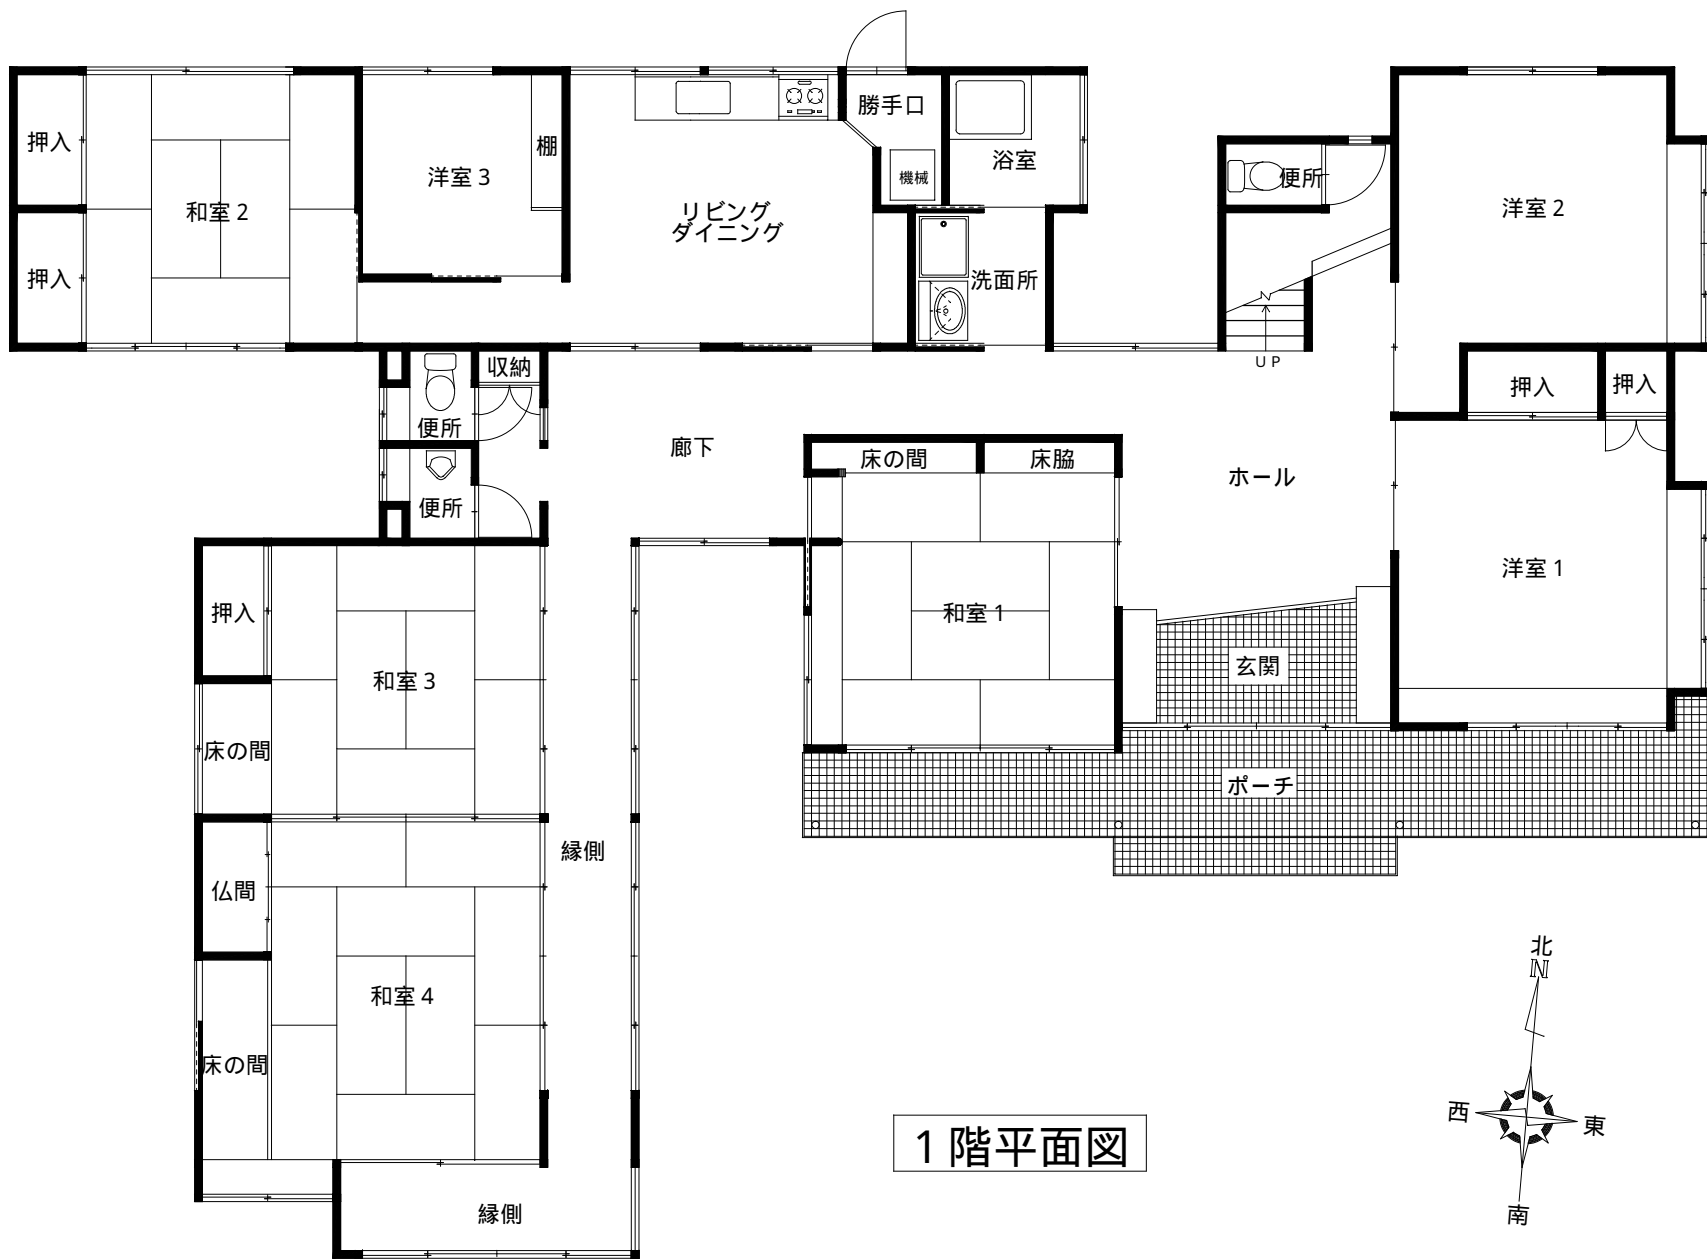 勝手口
押入
棚
浴室
洋室3
機械
便所
和室2
リビング
ダイニング
洋室2
押入
洗面所
UP
収納
押入
押入
便所
廊下
床の間
床脇
ホール
便所
洋室1
押入
和室1
玄関
和室3
床の間
ポーチ
縁側
仏間
北
N
和室4
床の間
西
東
1階平面図
縁側
南